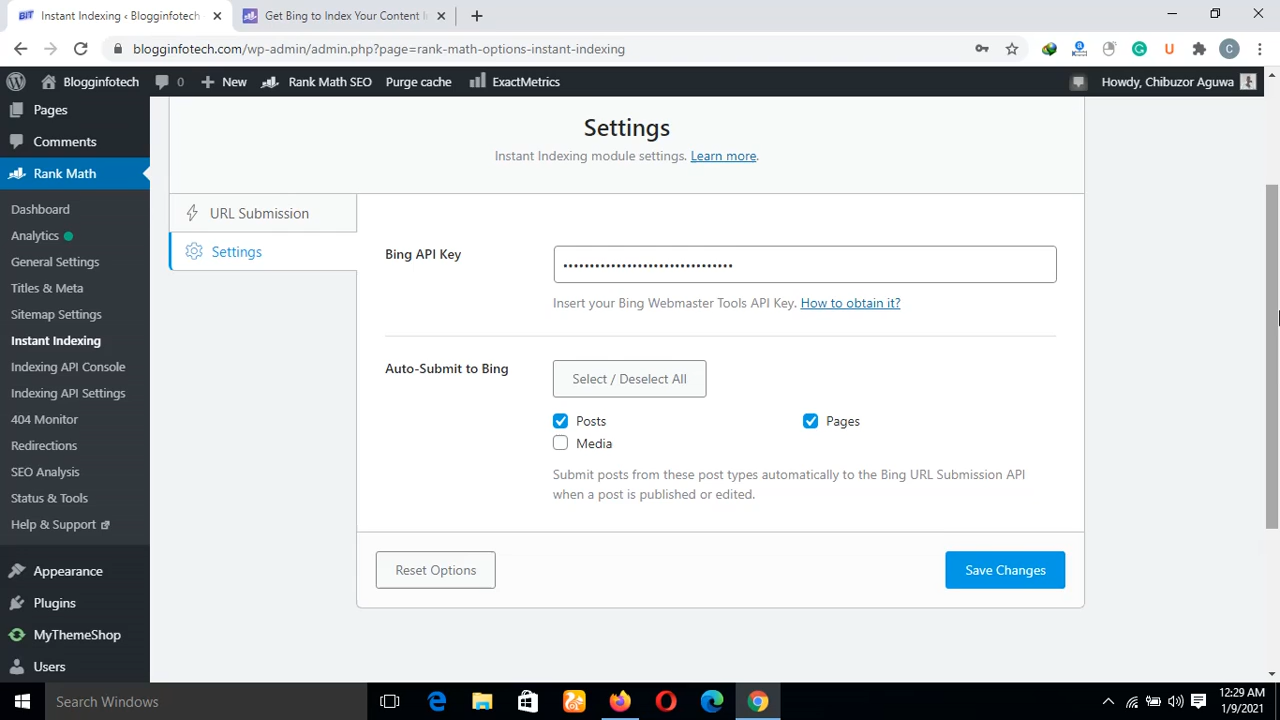 Instant Indexing ‹ Blogginfotech
Get Bing to Index Your Content I
blogginfotech.com/wp-admin/admin.php?page=rank-math-options-instant-indexing
Blogginfotech
0
New
Rank Math SEO
Purge cache
ExactMetrics
Howdy, Chibuzor Aguwa
Pages
Comments
Rank Math
Dashboard
Analytics
General Settings
Titles & Meta
Sitemap Settings
Instant Indexing
Indexing API Console
Indexing API Settings
404 Monitor
Redirections
SEO Analysis
Status & Tools
Help & Support
Appearance
Plugins
MyThemeShop
Users
Settings
Instant Indexing module settings. Learn more.
URL Submission
Settings
Bing API Key
••••••••••••••••••••••••••••••••
Insert your Bing Webmaster Tools API Key. How to obtain it?
Auto-Submit to Bing
Select / Deselect All
Posts
Pages
Media
Submit posts from these post types automatically to the Bing URL Submission API
when a post is published or edited.
Reset Options
Save Changes
Search Windows
12:29 AM
1/9/2021